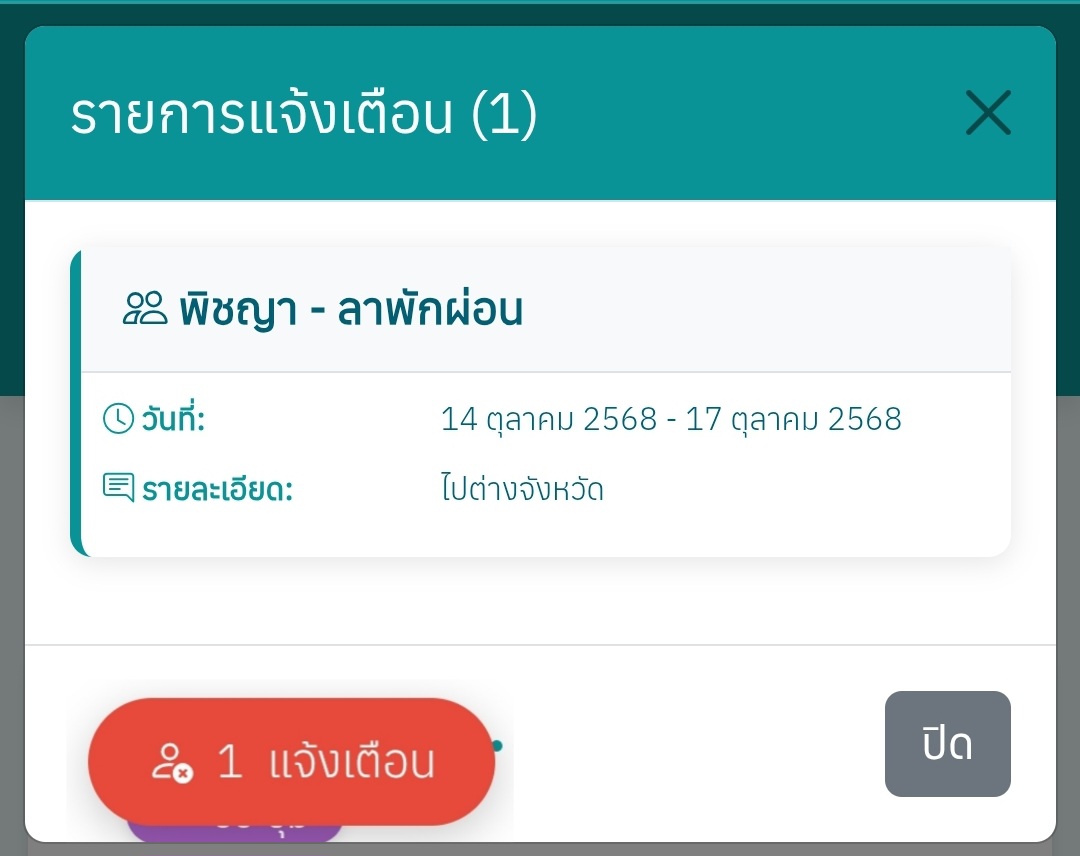 รายการแจ้งเตือน (1)
พิชญา - ลาพักผ่อน
วันที่: 14 ตุลาคม 2568 - 17 ตุลาคม 2568
รายละเอียด: ไปต่างจังหวัด
1 แจ้งเตือน
ปิด